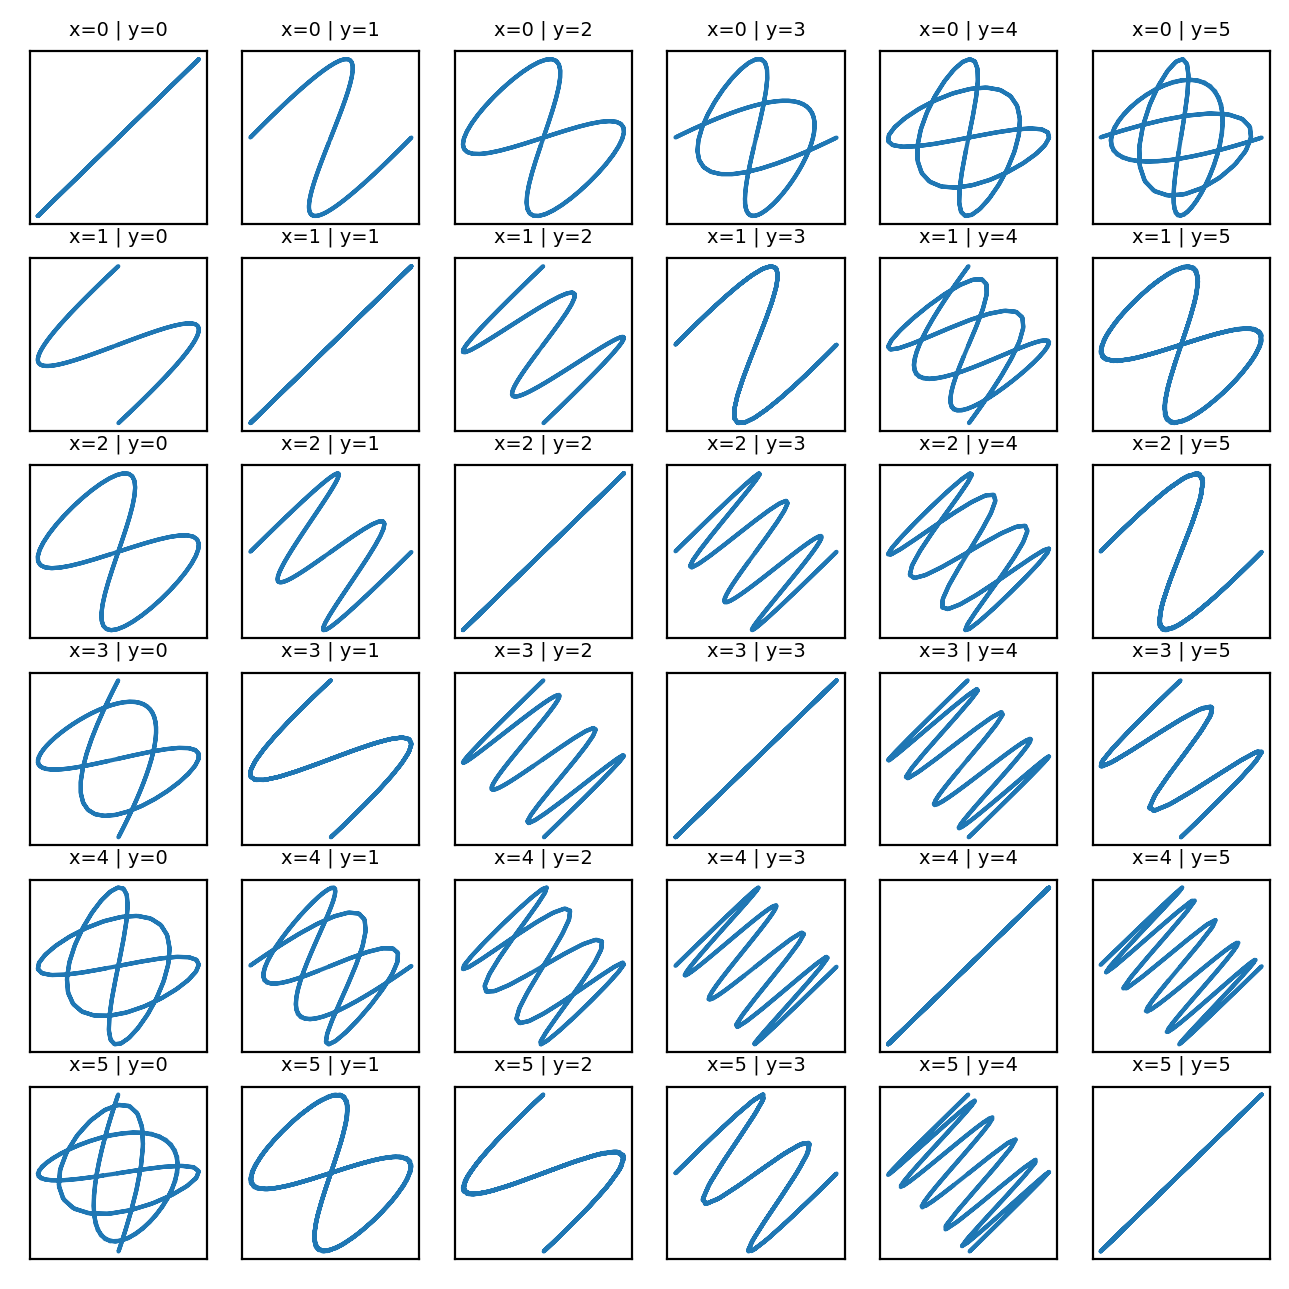 x=0 | y=0
x=0 | y=1
x=0 | y=2
x=0 | y=3
x=0 | y=4
x=0 | y=5
x=1 | y=0
x=1 | y=1
x=1 | y=2
x=1 | y=3
x=1 | y=4
x=1 | y=5
x=2 | y=0
x=2 | y=1
x=2 | y=2
x=2 | y=3
x=2 | y=4
x=2 | y=5
x=3 | y=0
x=3 | y=1
x=3 | y=2
x=3 | y=3
x=3 | y=4
x=3 | y=5
x=4 | y=0
x=4 | y=1
x=4 | y=2
x=4 | y=3
x=4 | y=4
x=4 | y=5
x=5 | y=0
x=5 | y=1
x=5 | y=2
x=5 | y=3
x=5 | y=4
x=5 | y=5